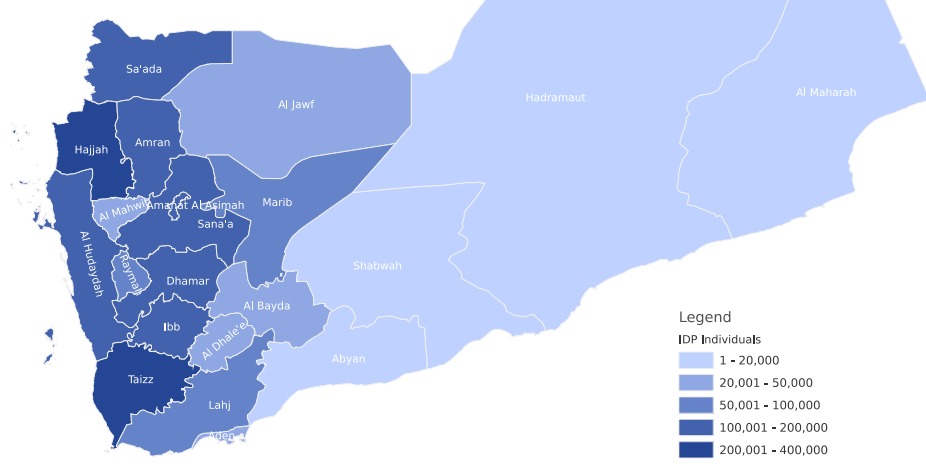 Sa'ada
Al Jawf
Hadramaut
Al Maharah
Hajjah
Amran
Al Mahwit
Amanat Al Asimah
Marib
Sana'a
Al Hudaydah
Raymah
Dhamar
Shabwah
Al Bayda
Ibb
Al Dhale'e
Abyan
Taizz
Lahj
Aden
Legend
IDP Individuals
1 - 20,000
20,001 - 50,000
50,001 - 100,000
100,001 - 200,000
200,001 - 400,000